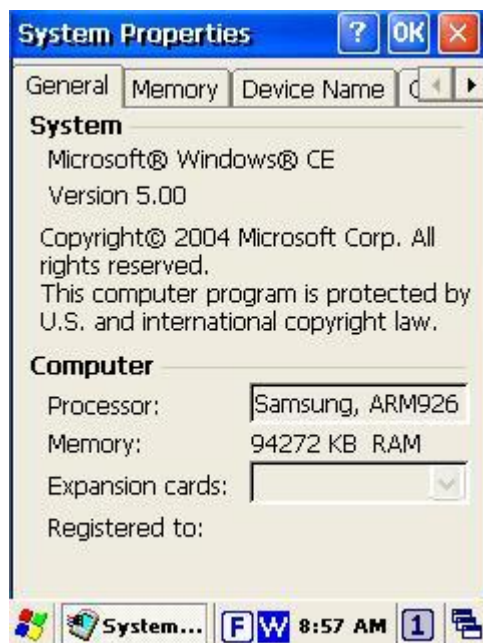 System Properties ? OK ×
General Memory Device Name
System
Microsoft® Windows® CE
Version 5.00
Copyright© 2004 Microsoft Corp. All
rights reserved.
This computer program is protected by
U.S. and international copyright law.
Computer
Processor: Samsung, ARM926
Memory: 94272 KB RAM
Expansion cards:
Registered to:
System... F W 8:57 AM 1